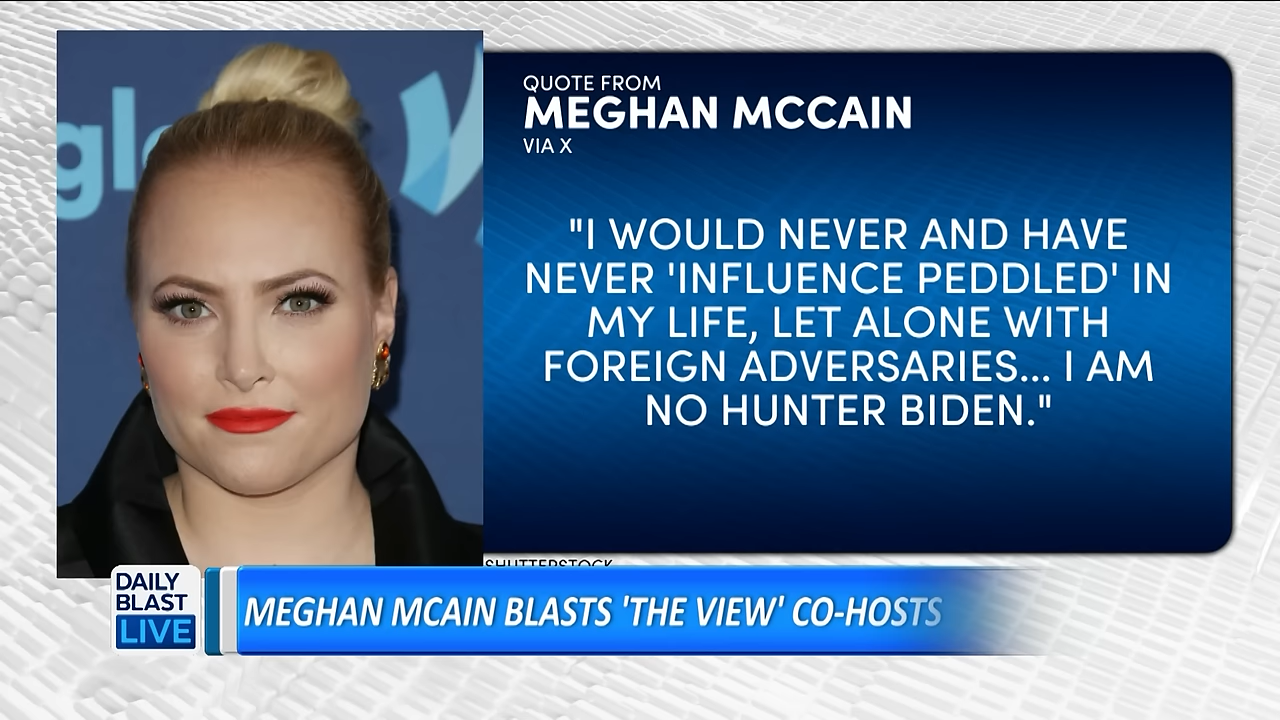 gl
QUOTE FROM
MEGHAN MCCAIN
VIA X
"I WOULD NEVER AND HAVE
NEVER 'INFLUENCE PEDDLED' IN
MY LIFE, LET ALONE WITH
FOREIGN ADVERSARIES... I AM
NO HUNTER BIDEN."
SHUTTERSTOCK
DAILY
BLAST
LIVE
MEGHAN MCAIN BLASTS 'THE VIEW' CO-HOSTS